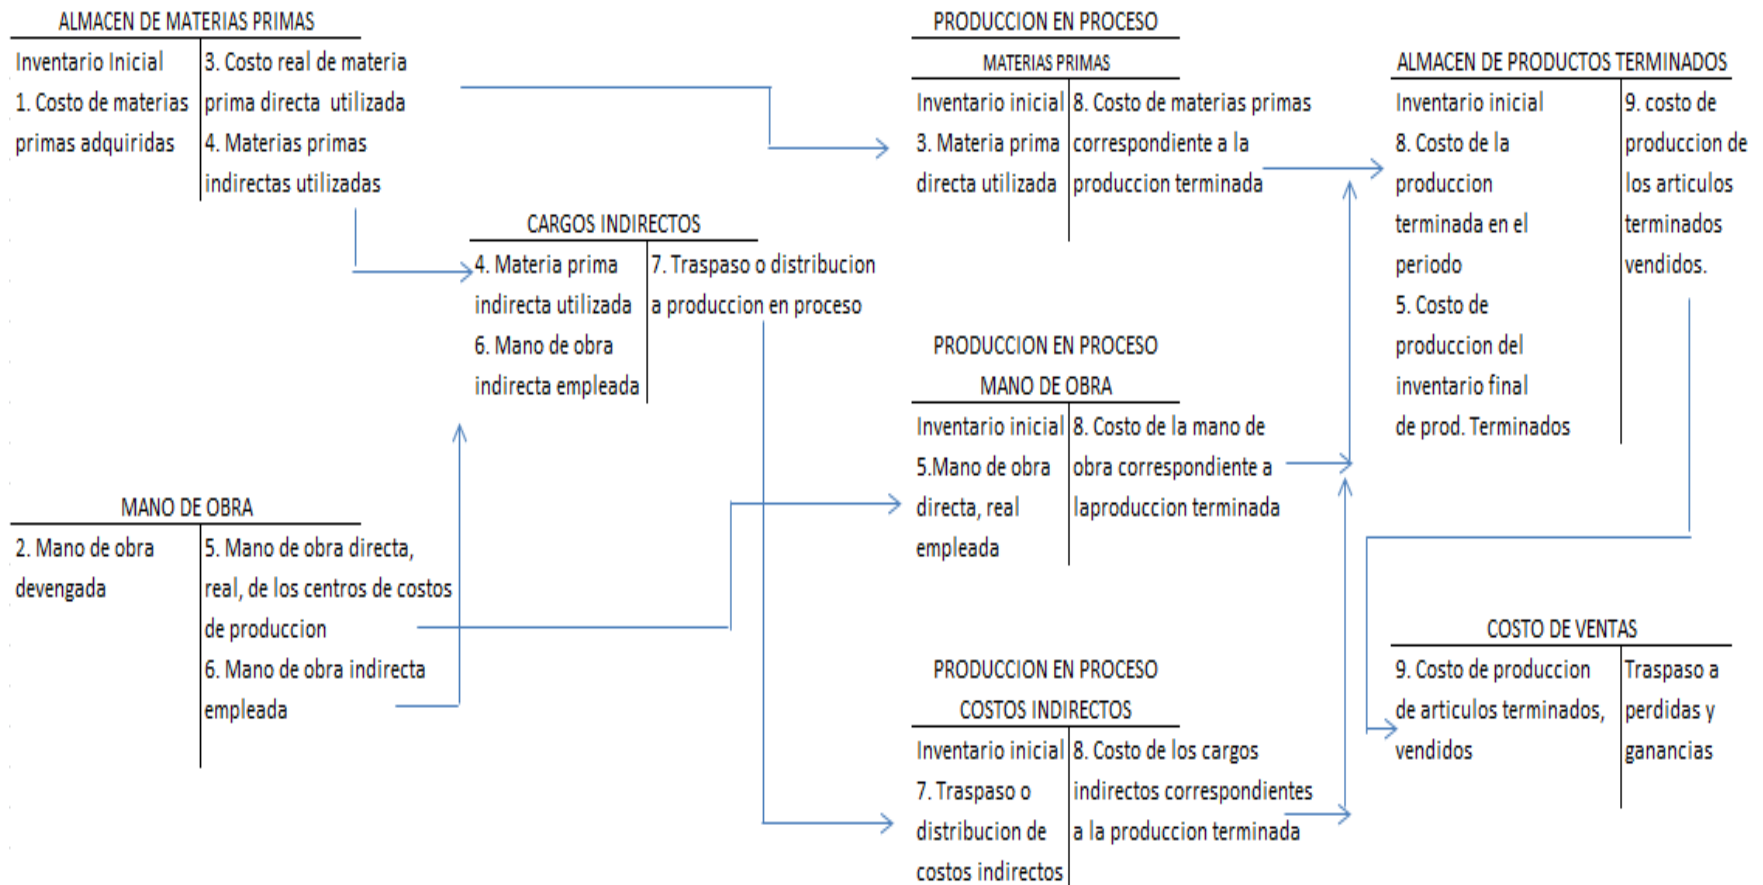 ALMACEN DE MATERIAS PRIMAS
Inventario Inicial
1. Costo de materias
primas adquiridas
3. Costo real de materia
prima directa utilizada
4. Materias primas
indirectas utilizadas
CARGOS INDIRECTOS
4. Materia prima
indirecta utilizada
6. Mano de obra
indirecta empleada
7. Traspaso o distribucion
a produccion en proceso
MANO DE OBRA
2. Mano de obra
devengada
5. Mano de obra directa,
real, de los centros de costos
de produccion
6. Mano de obra indirecta
empleada
PRODUCCION EN PROCESO
MATERIAS PRIMAS
Inventario inicial
3. Materia prima
directa utilizada
8. Costo de materias primas
correspondiente a la
produccion terminada
PRODUCCION EN PROCESO
MANO DE OBRA
Inventario inicial
5.Mano de obra
directa, real
empleada
8. Costo de la mano de
obra correspondiente a
laproduccion terminada
PRODUCCION EN PROCESO
COSTOS INDIRECTOS
Inventario inicial
7. Traspaso o
distribucion de
costos indirectos
8. Costo de los cargos
indirectos correspondientes
a la produccion terminada
ALMACEN DE PRODUCTOS TERMINADOS
Inventario inicial
8. Costo de la
produccion
terminada en el
periodo
5. Costo de
produccion del
inventario final
de prod. Terminados
9. costo de
produccion de
los articulos
terminados
vendidos.
COSTO DE VENTAS
9. Costo de produccion
de articulos terminados,
vendidos
Traspaso a
perdidas y
ganancias